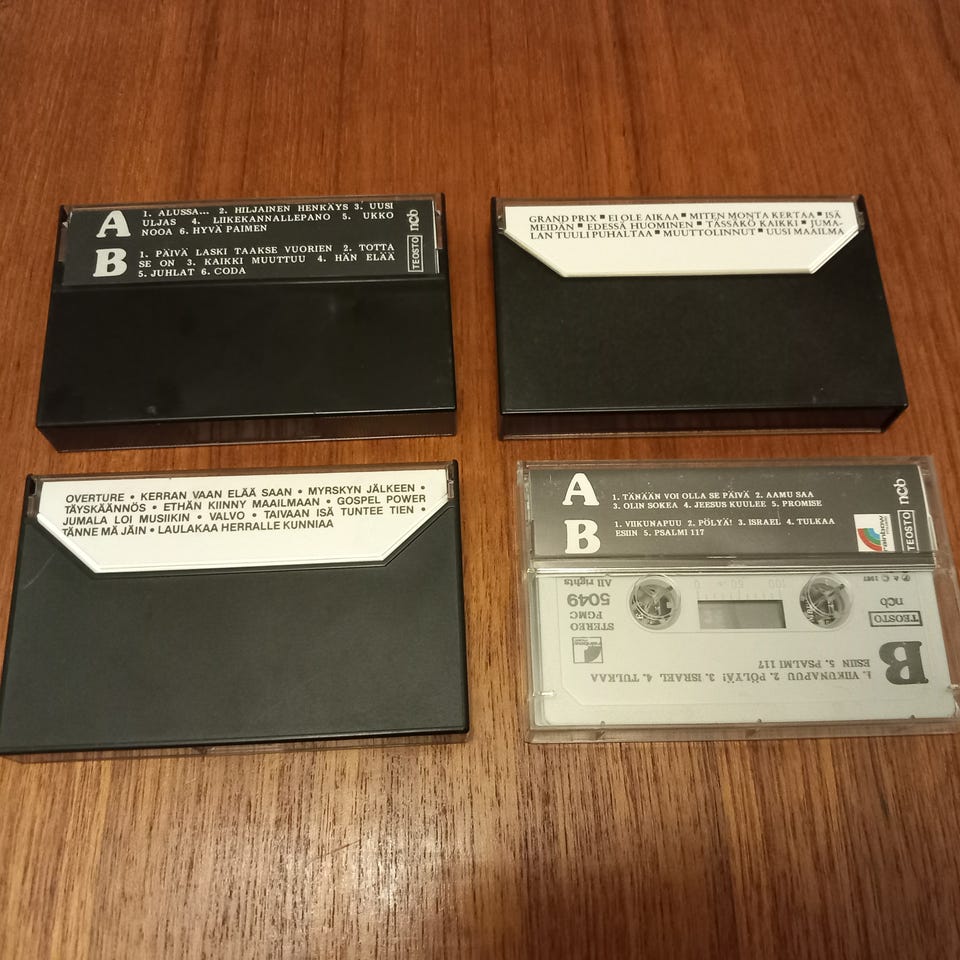 A
1. ALUSSA... 2. HILJAINEN HENKÄYS 3. UUSI
ULJAS 4. LIIKEKANNALLEPANO 5. UKKO
NOOA 6. HYVÄ PAIMEN
B
1. PÄIVÄ LASKI TAAKSE VUORIEN 2. TOTTA
SE ON 3. KAIKKI MUUTTUU 4. HÄN ELÄÄ
5. JUHLAT 6. CODA
TEOSTO ncb
GRAND PRIX ■ EI OLE AIKAA ■ MITEN MONTA KERTAA ■ ISÄ
MEIDÄN ■ EDESSÄ HUOMINEN ■ TÄSSÄKÖ KAIKKI ■ JUMA-
LAN TUULI PUHALTAA ■ MUUTTOLINNUT ■ UUSI MAAILMA
OVERTURE • KERRAN VAAN ELÄÄ SAAN • MYRSKYN JÄLKEEN •
TÄYSKÄÄNNÖS • ETHÄN KIINNY MAAILMAAN • GOSPEL POWER
JUMALA LOI MUSIIKIN • VALVO • TAIVAAN ISÄ TUNTEE TIEN •
TÄNNE MÄ JÄIN • LAULAKAA HERRALLE KUNNIAA
A
1. TÄNÄÄN VOI OLLA SE PÄIVÄ 2. AAMU SAA
3. OLIN SOKEA 4. JEESUS KUULEE 5. PROMISE
B
1. VIIKUNAPUU 2. PÖLYÄ! 3. ISRAEL 4. TULKAA
ESIIN 5. PSALMI 117
rainbow
TEOSTO ncb
B
1. VIIKUNAPUU 2. PÖLYÄ! 3. ISRAEL 4. TULKAA
ESIIN 5. PSALMI 117
TEOSTO
ncb
STEREO
FGMC
5049
All rights
℗ & © 1987
0 50 100